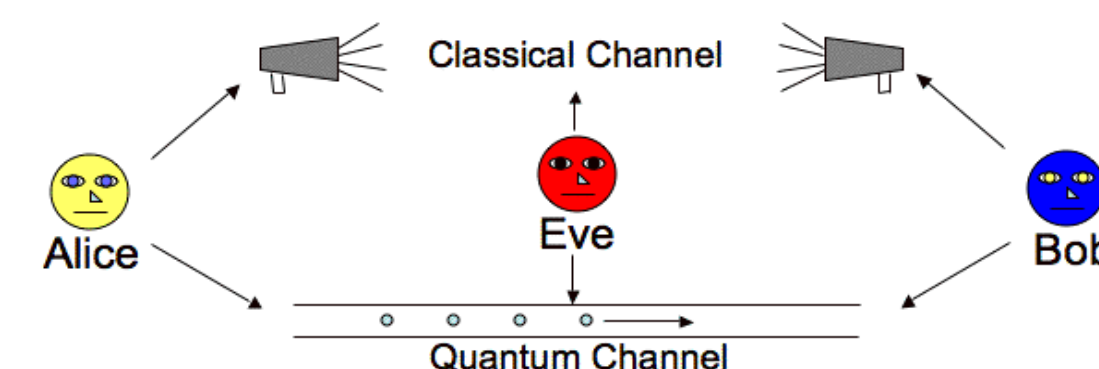 Classical Channel
Alice
Eve
Bob
Quantum Channel